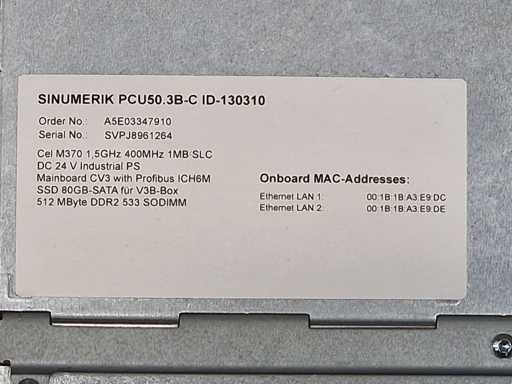 SINUMERIK PCU50.3B-C ID-130310
Order No.: A5E03347910
Serial No.: SVPJ8961264
Cel M370 1,5GHz 400MHz 1MB SLC
DC 24 V Industrial PS
Mainboard CV3 with Profibus ICH6M
SSD 80GB-SATA für V3B-Box
512 MByte DDR2 533 SODIMM
Onboard MAC-Addresses:
Ethernet LAN 1: 00:1B:1B:A3:E9:DC
Ethernet LAN 2: 00:1B:1B:A3:E9:DE